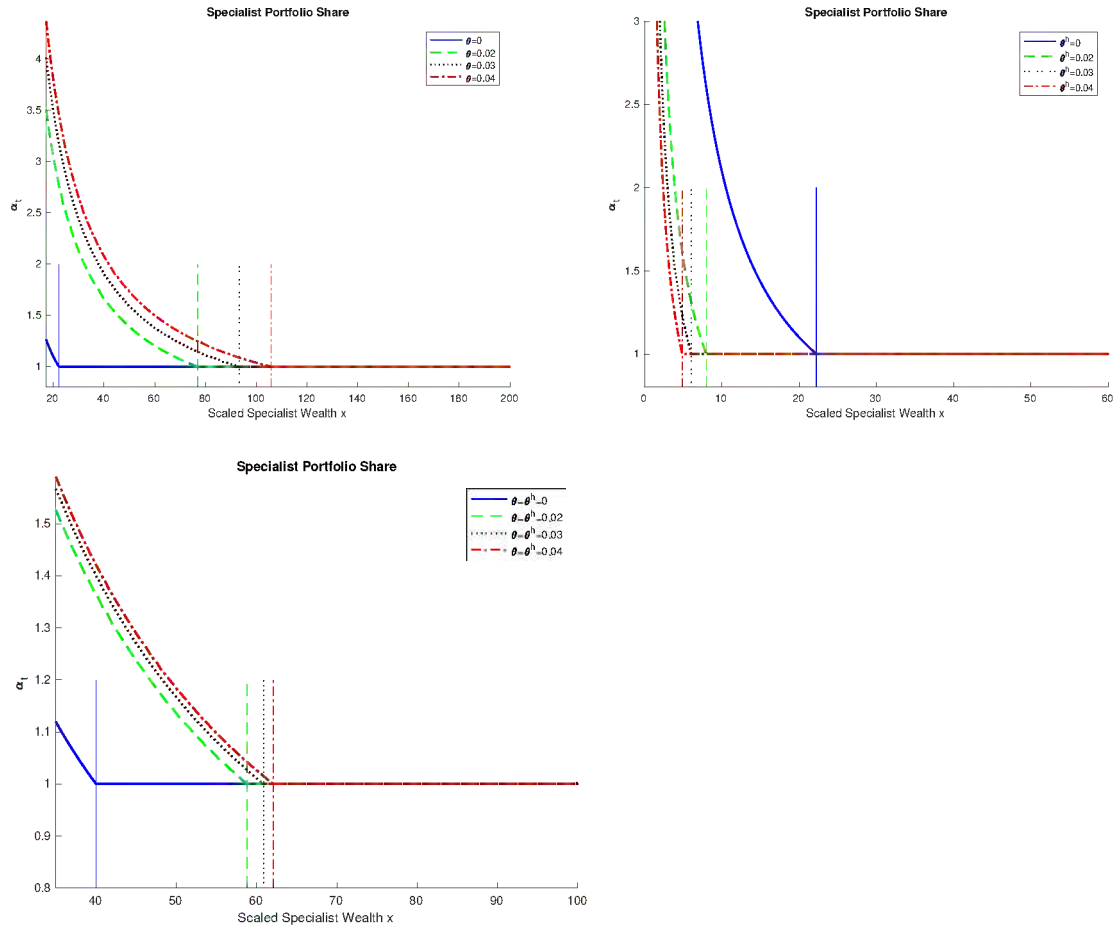 Specialist Portfolio Share
θ=0
θ=0.02
θ=0.03
θ=0.04
4
3.5
3
2.5
2
1.5
1
α_t
20
40
60
80
100
120
140
160
180
200
Scaled Specialist Wealth x
Specialist Portfolio Share
θ^h=0
θ^h=0.02
θ^h=0.03
θ^h=0.04
3
2.5
2
1.5
1
α_t
0
10
20
30
40
50
60
Scaled Specialist Wealth x
Specialist Portfolio Share
θ=θ^h=0
θ=θ^h=0.02
θ=θ^h=0.03
θ=θ^h=0.04
1.5
1.4
1.3
1.2
1.1
1
0.9
0.8
α_t
40
50
60
70
80
90
100
Scaled Specialist Wealth x